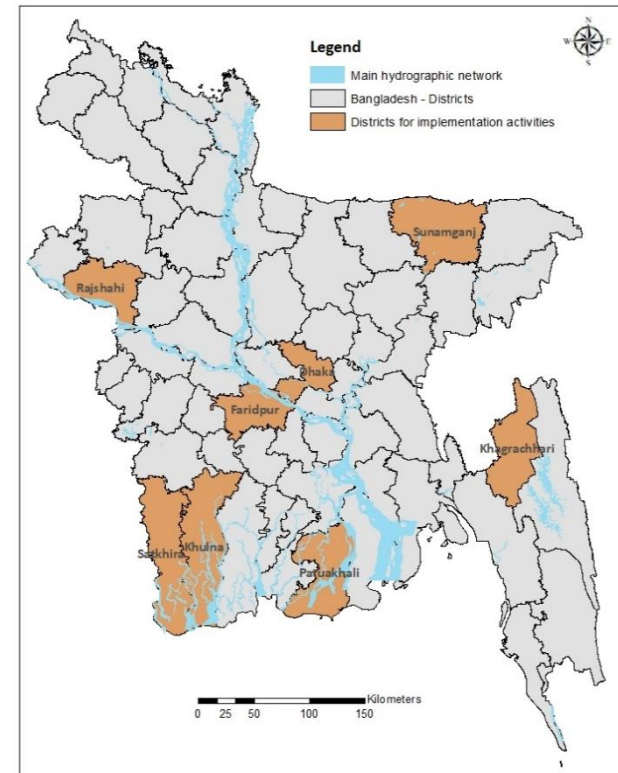 N
W E
S
Legend
Main hydrographic network
Bangladesh - Districts
Districts for implementation activities
Sunamganj
Rajshahi
Dhaka
Faridpur
Khagrachhari
Satkhira
Khulna
Patuakhali
Kilometers
0 25 50 100 150